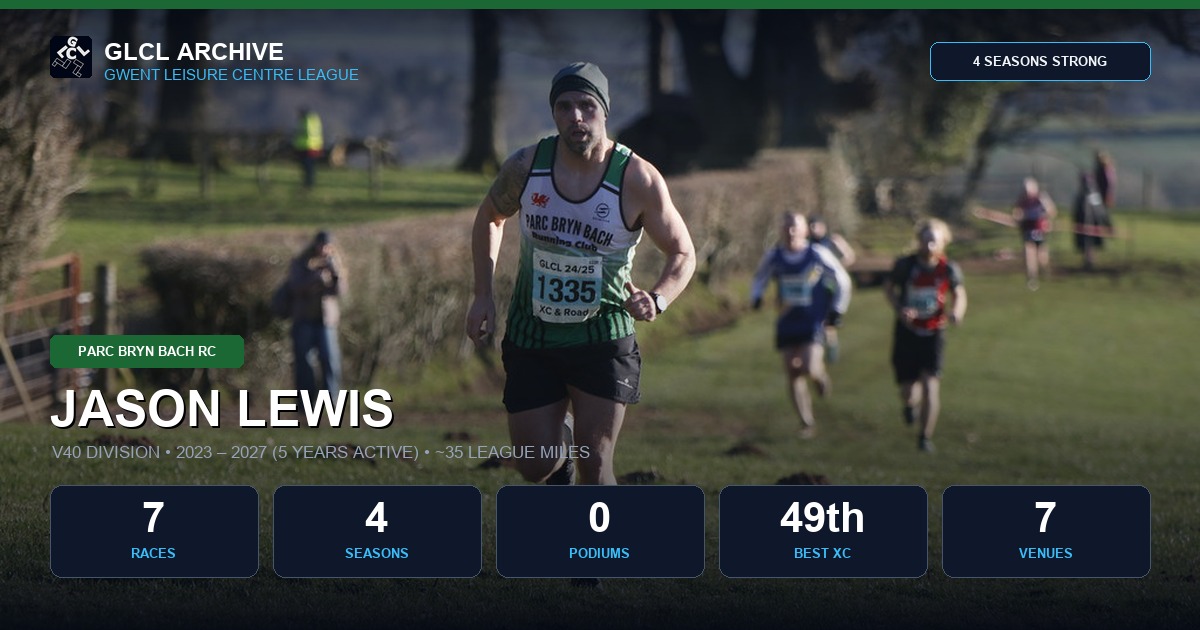 GLCL ARCHIVE
GWENT LEISURE CENTRE LEAGUE
4 SEASONS STRONG
PARC BRYN BACH
Running Club
GLCL 24/25
1335
XC & Road
PARC BRYN BACH RC
JASON LEWIS
V40 DIVISION • 2023 – 2027 (5 YEARS ACTIVE) • ~35 LEAGUE MILES
7
RACES
4
SEASONS
0
PODIUMS
49th
BEST XC
7
VENUES